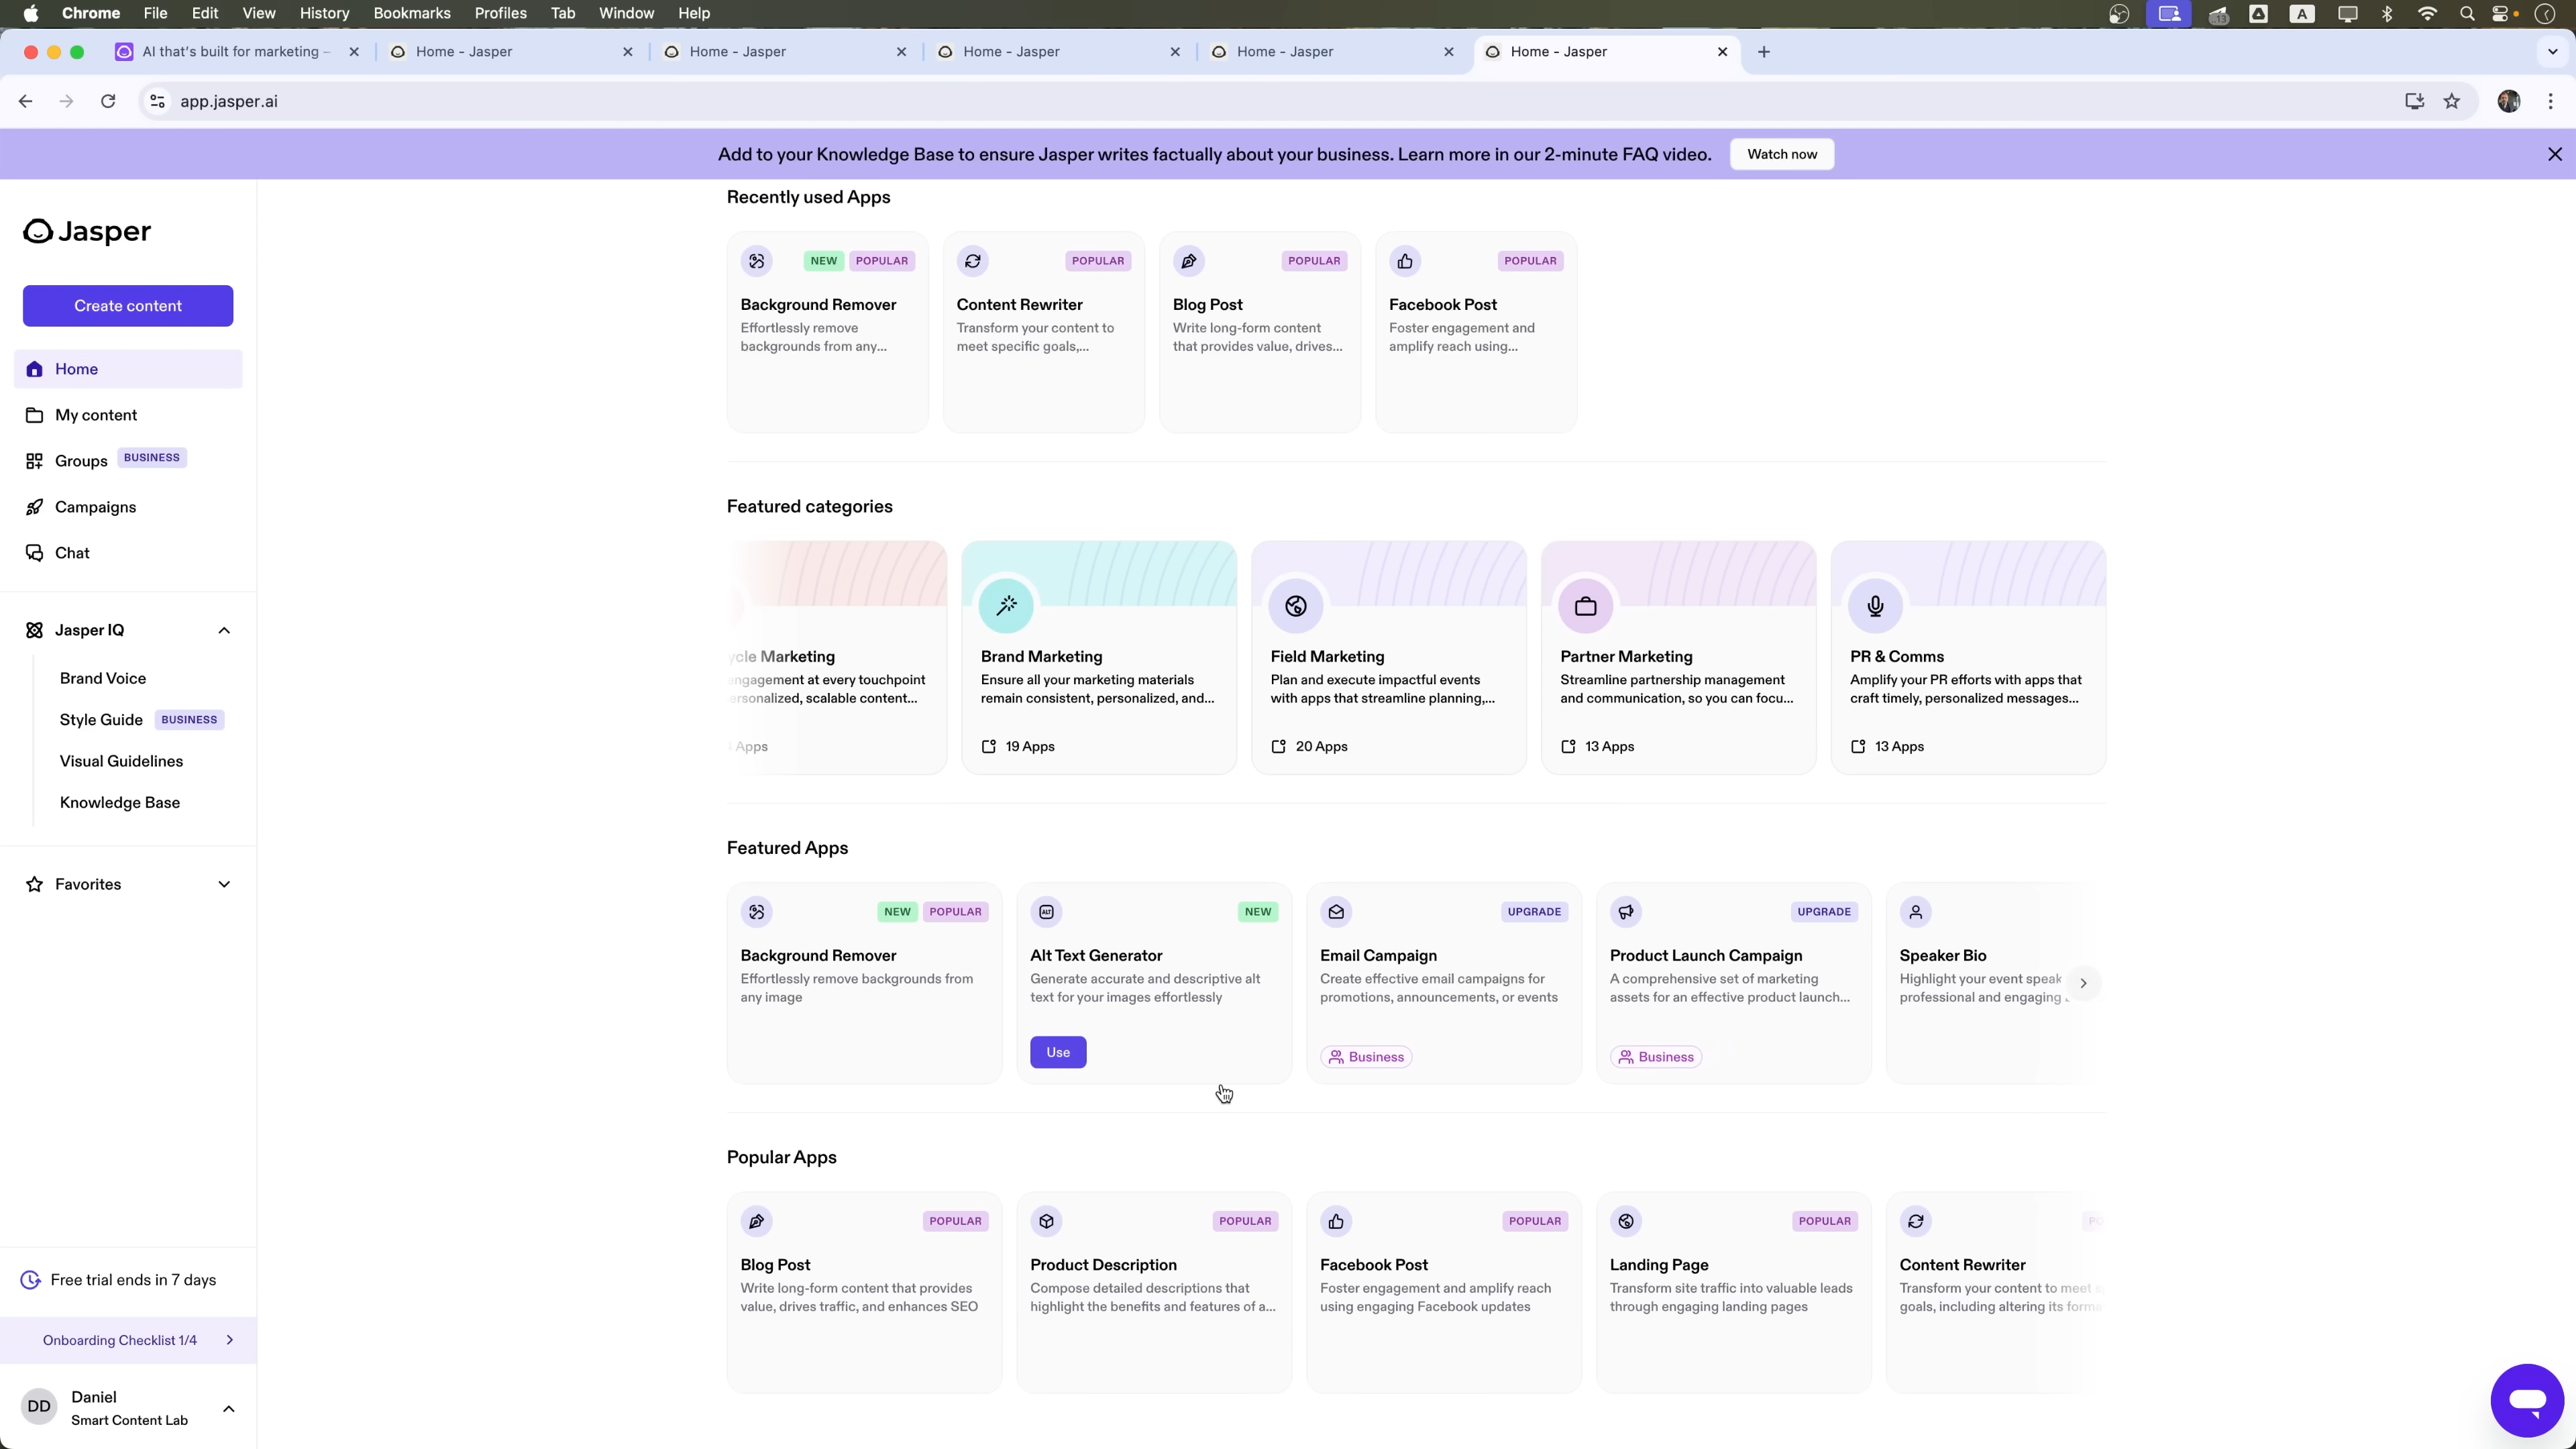 Chrome File Edit View History Bookmarks Profiles Tab Window Help
AI that's built for marketing –
Home - Jasper
Home - Jasper
Home - Jasper
Home - Jasper
Home - Jasper
app.jasper.ai
Add to your Knowledge Base to ensure Jasper writes factually about your business. Learn more in our 2-minute FAQ video.
Watch now
Jasper
Create content
Home
My content
Groups BUSINESS
Campaigns
Chat
Jasper IQ
Brand Voice
Style Guide BUSINESS
Visual Guidelines
Knowledge Base
Favorites
Free trial ends in 7 days
Onboarding Checklist 1/4
DD
Daniel
Smart Content Lab
Recently used Apps
NEW POPULAR
Background Remover
Effortlessly remove
backgrounds from any...
POPULAR
Content Rewriter
Transform your content to
meet specific goals,...
POPULAR
Blog Post
Write long-form content
that provides value, drives...
POPULAR
Facebook Post
Foster engagement and
amplify reach using...
Featured categories
ycle Marketing
engagement at every touchpoint
ersonalized, scalable content...
Apps
Brand Marketing
Ensure all your marketing materials
remain consistent, personalized, and...
19 Apps
Field Marketing
Plan and execute impactful events
with apps that streamline planning,...
20 Apps
Partner Marketing
Streamline partnership management
and communication, so you can focu...
13 Apps
PR & Comms
Amplify your PR efforts with apps that
craft timely, personalized messages...
13 Apps
Featured Apps
NEW POPULAR
Background Remover
Effortlessly remove backgrounds from
any image
ALT
NEW
Alt Text Generator
Generate accurate and descriptive alt
text for your images effortlessly
Use
UPGRADE
Email Campaign
Create effective email campaigns for
promotions, announcements, or events
Business
UPGRADE
Product Launch Campaign
A comprehensive set of marketing
assets for an effective product launch...
Business
Speaker Bio
Highlight your event speak
professional and engaging
Popular Apps
POPULAR
Blog Post
Write long-form content that provides
value, drives traffic, and enhances SEO
POPULAR
Product Description
Compose detailed descriptions that
highlight the benefits and features of a...
POPULAR
Facebook Post
Foster engagement and amplify reach
using engaging Facebook updates
POPULAR
Landing Page
Transform site traffic into valuable leads
through engaging landing pages
PO
Content Rewriter
Transform your content to meet s
goals, including altering its forma